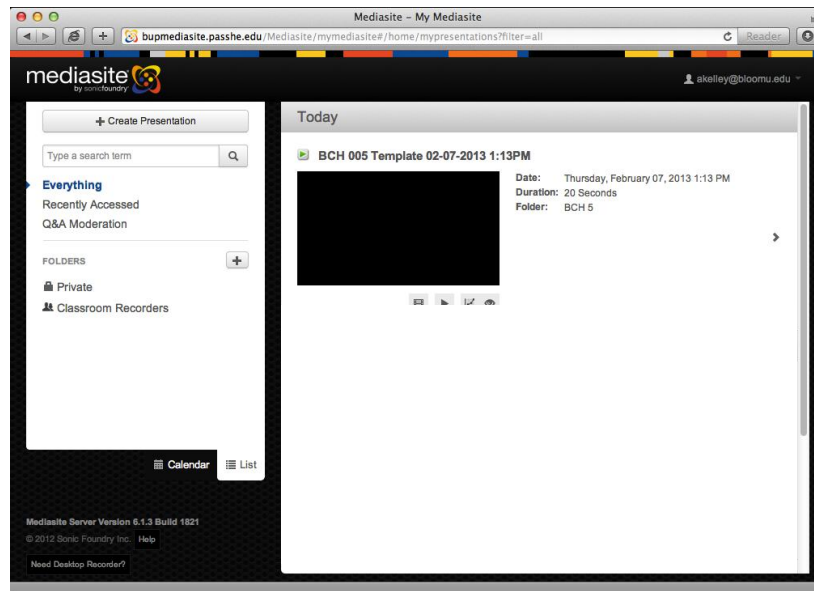 Mediasite – My Mediasite
bupmediasite.passhe.edu/Mediasite/mymediasite#/home/mypresentations?filter=all
Reader
mediasite
by sonicfoundry
akelley@bloomu.edu
+ Create Presentation
Type a search term
Everything
Recently Accessed
Q&A Moderation
FOLDERS
Private
Classroom Recorders
Calendar
List
Mediasite Server Version 6.1.3 Build 1821
© 2012 Sonic Foundry Inc. Help
Need Desktop Recorder?
Today
BCH 005 Template 02-07-2013 1:13PM
Date: Thursday, February 07, 2013 1:13 PM
Duration: 20 Seconds
Folder: BCH 5